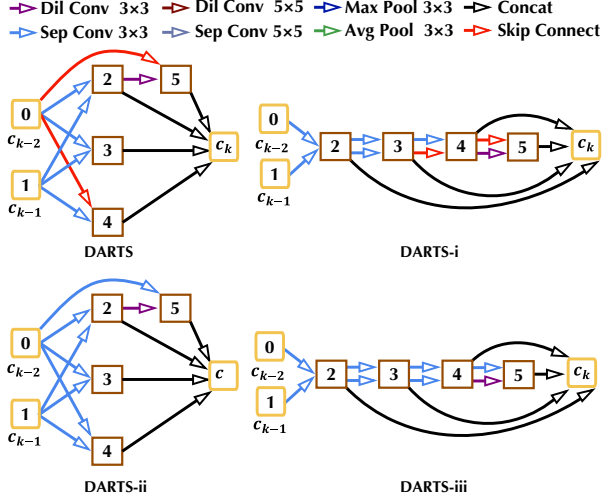 Dil Conv 3×3 Dil Conv 5×5 Max Pool 3×3 Concat
Sep Conv 3×3 Sep Conv 5×5 Avg Pool 3×3 Skip Connect
0
c_{k−2}
1
c_{k−1}
2
5
3
4
c_k
DARTS
0
c_{k−2}
1
c_{k−1}
2
3
4
5
c_k
DARTS-i
0
c_{k−2}
1
c_{k−1}
2
5
3
4
c
DARTS-ii
0
c_{k−2}
1
c_{k−1}
2
3
4
5
c_k
DARTS-iii